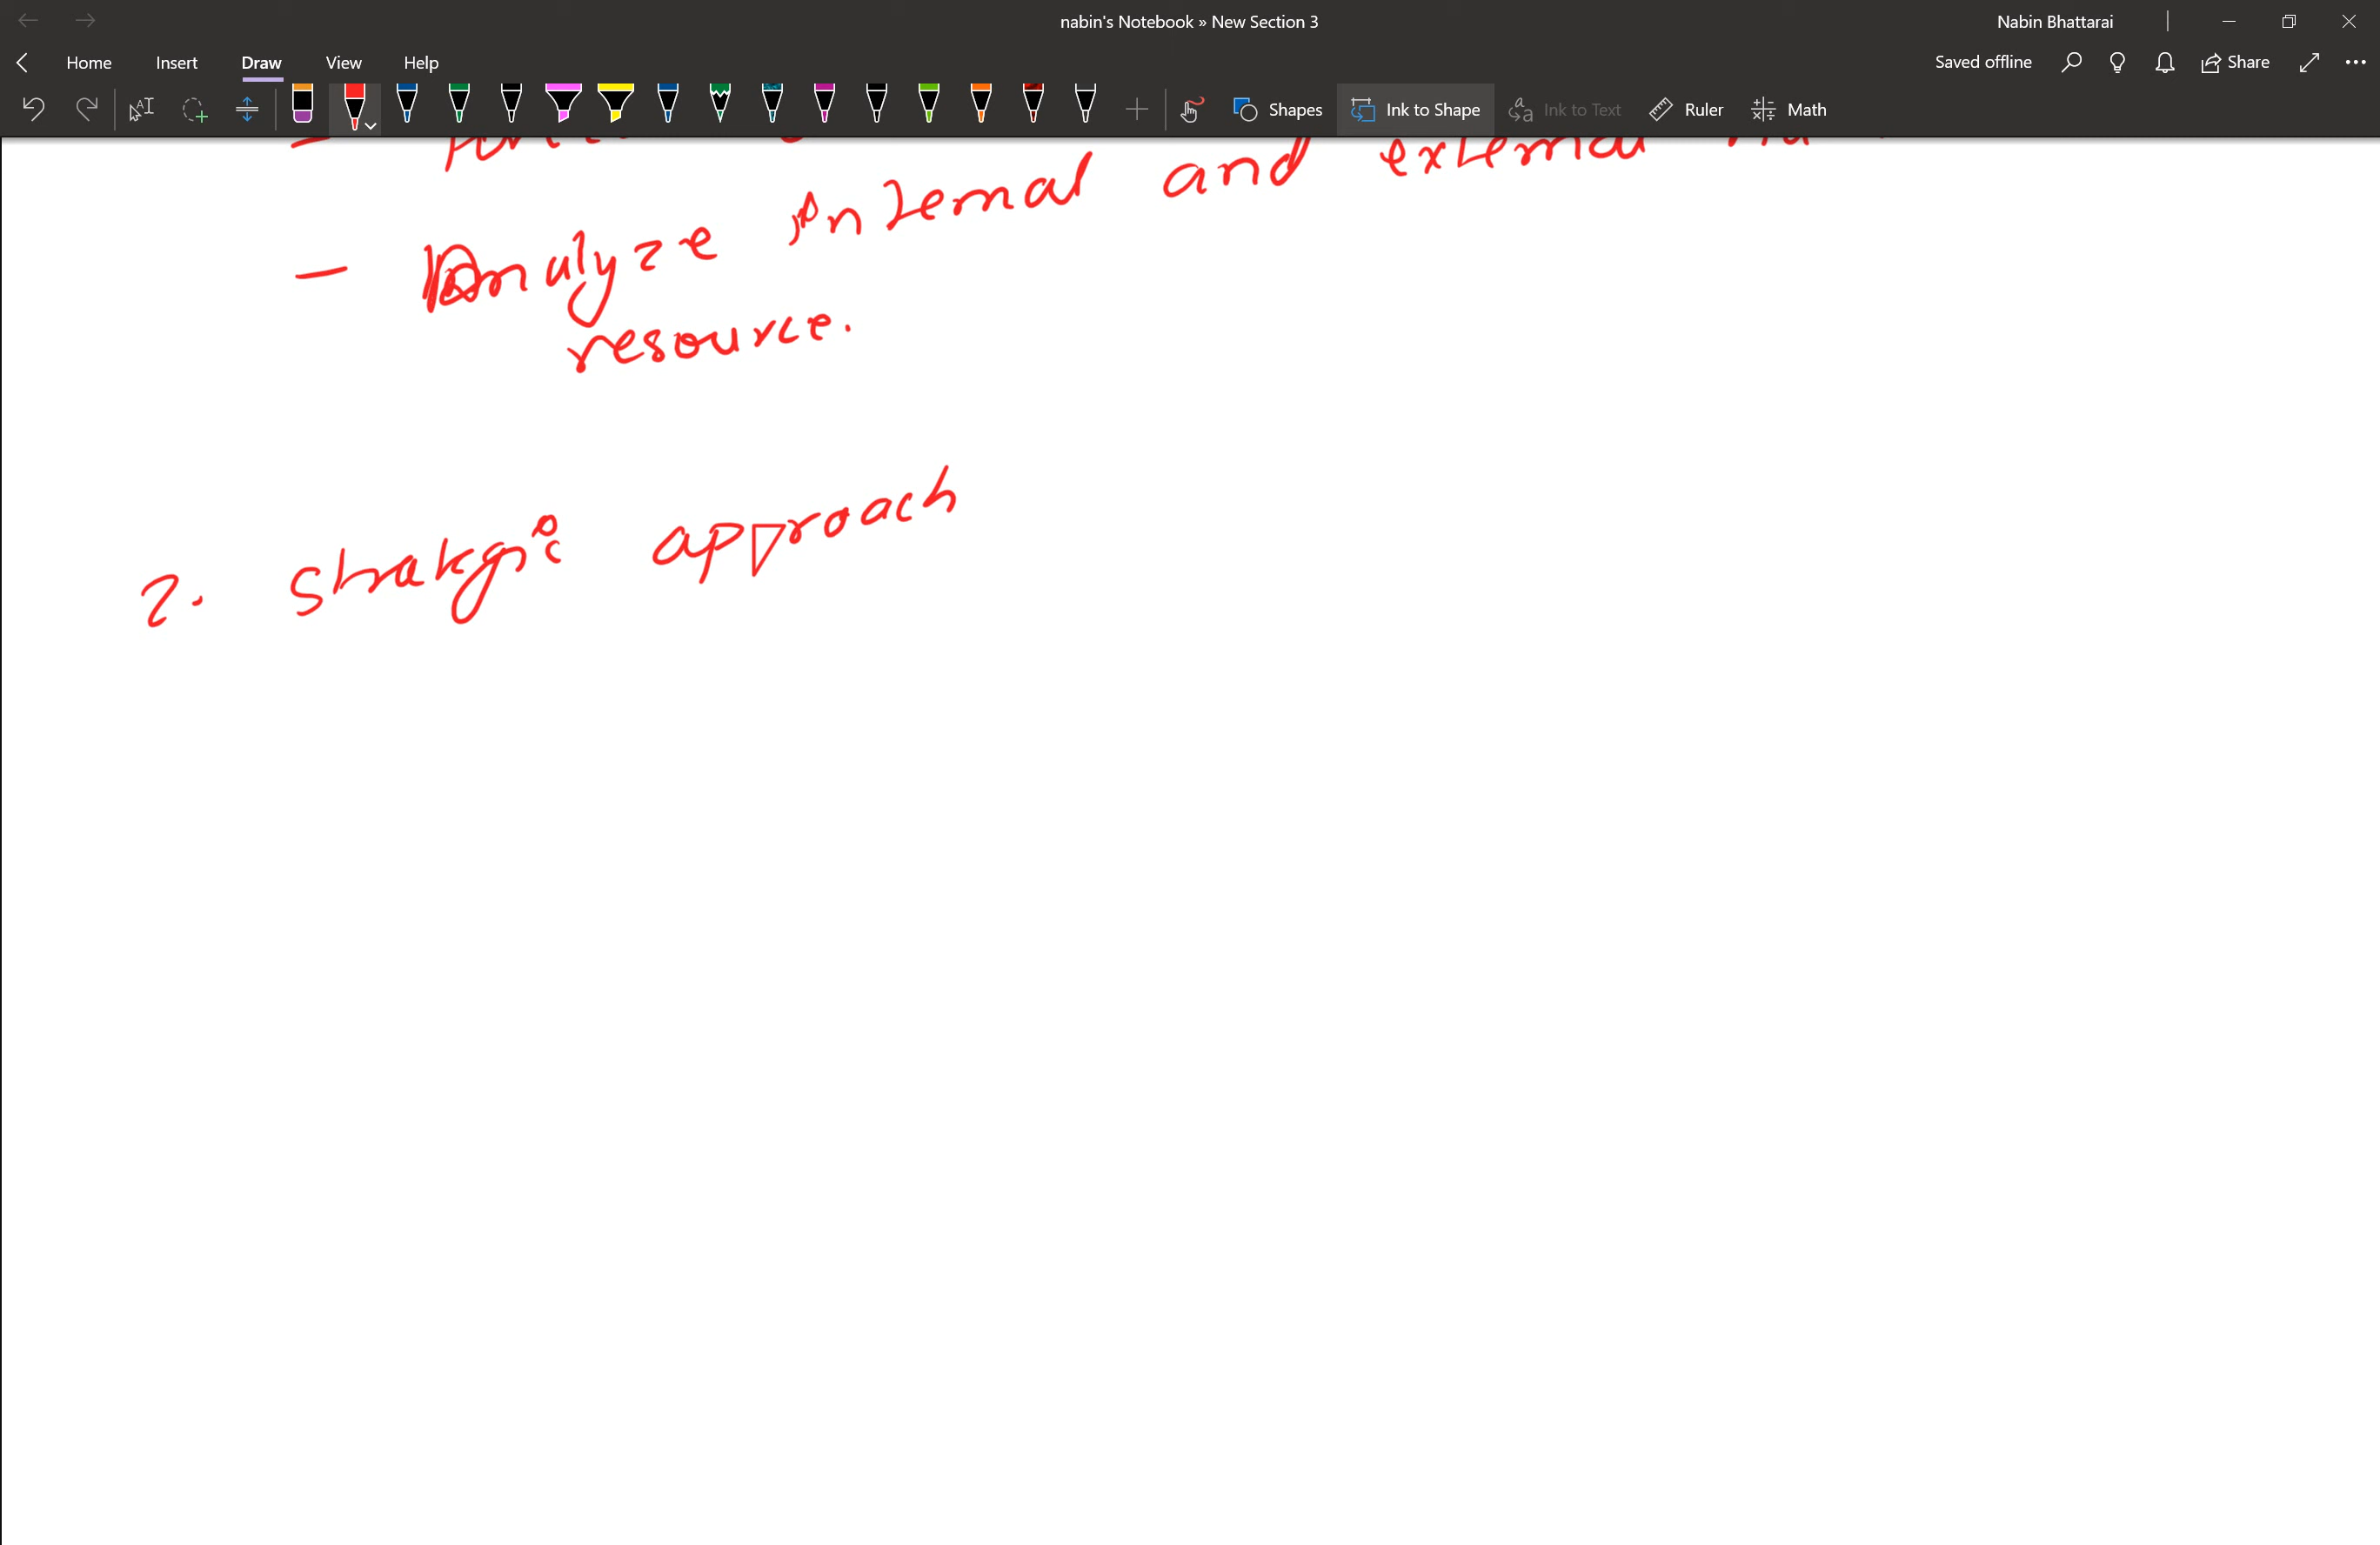 nabin's Notebook » New Section 3
Nabin Bhattarai
Home Insert Draw View Help
Saved offline Share
Shapes Ink to Shape Ink to Text Ruler Math
- Analyze internal and external
resource.
2. Strategic approach